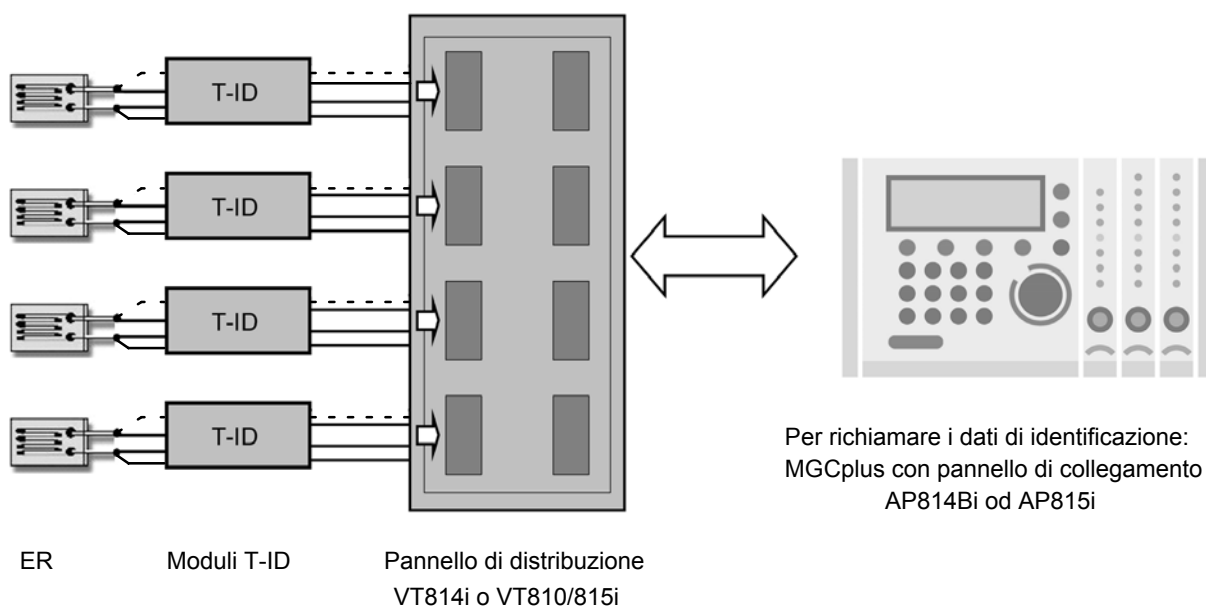 T-ID
T-ID
T-ID
T-ID
Per richiamare i dati di identificazione:
MGCplus con pannello di collegamento
AP814Bi od AP815i
ER Moduli T-ID Pannello di distribuzione
VT814i o VT810/815i